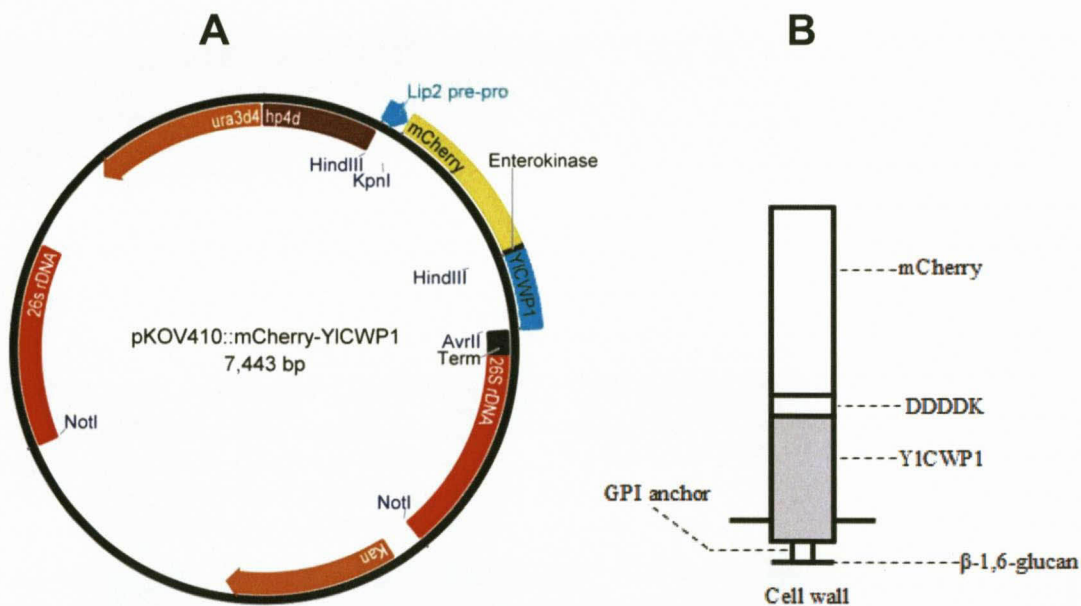 A
B
Lip2 pre-pro
ura3d4
hp4d
mCherry
Enterokinase
HindIII
KpnI
YlCWP1
HindIII
26s rDNA
pKOV410::mCherry-YlCWP1
7,443 bp
AvrII
Term
26S rDNA
NotI
NotI
Kan
mCherry
DDDDK
YlCWP1
GPI anchor
β-1,6-glucan
Cell wall